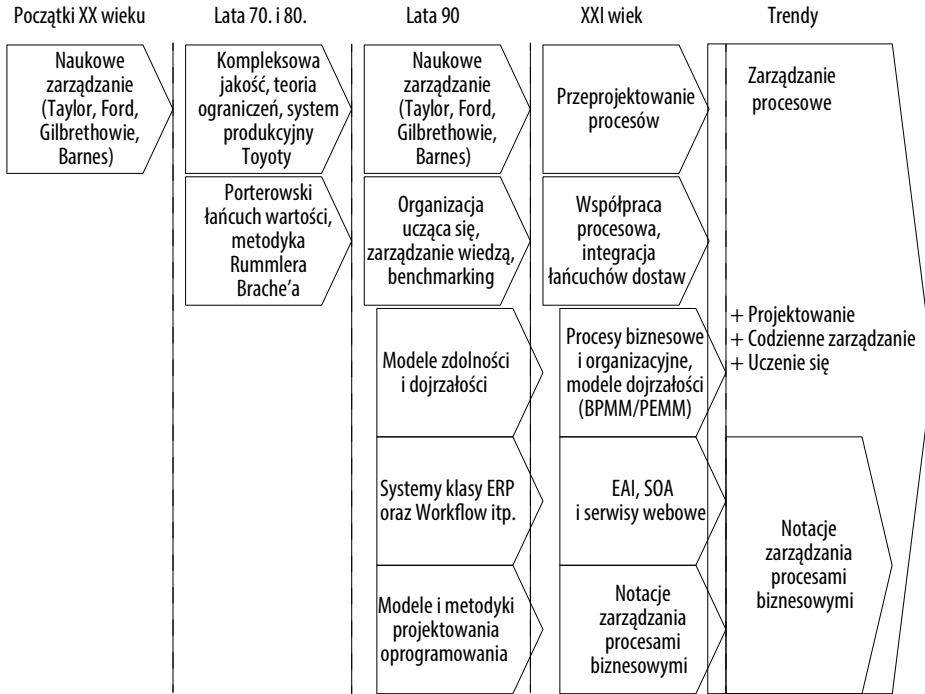 Początki XX wieku
Lata 70. i 80.
Lata 90
XXI wiek
Trendy
Naukowe
zarządzanie
(Taylor, Ford,
Gilbrethowie,
Barnes)
Kompleksowa
jakość, teoria
ograniczeń, system
produkcyjny
Toyoty
Naukowe
zarządzanie
(Taylor, Ford,
Gilbrethowie,
Barnes)
Przeprojektowanie
procesów
Zarządzanie
procesowe
Porterowski
łańcuch wartości,
metodyka
Rummlera
Brache’a
Organizacja
ucząca się,
zarządzanie wiedzą,
benchmarking
Współpraca
procesowa,
integracja
łańcuchów dostaw
+ Projektowanie
+ Codzienne zarządzanie
+ Uczenie się
Modele zdolności
i dojrzałości
Procesy biznesowe
i organizacyjne,
modele dojrzałości
(BPMM/PEMM)
Systemy klasy ERP
oraz Workflow itp.
EAI, SOA
i serwisy webowe
Notacje
zarządzania
procesami
biznesowymi
Modele i metodyki
projektowania
oprogramowania
Notacje
zarządzania
procesami
biznesowymi